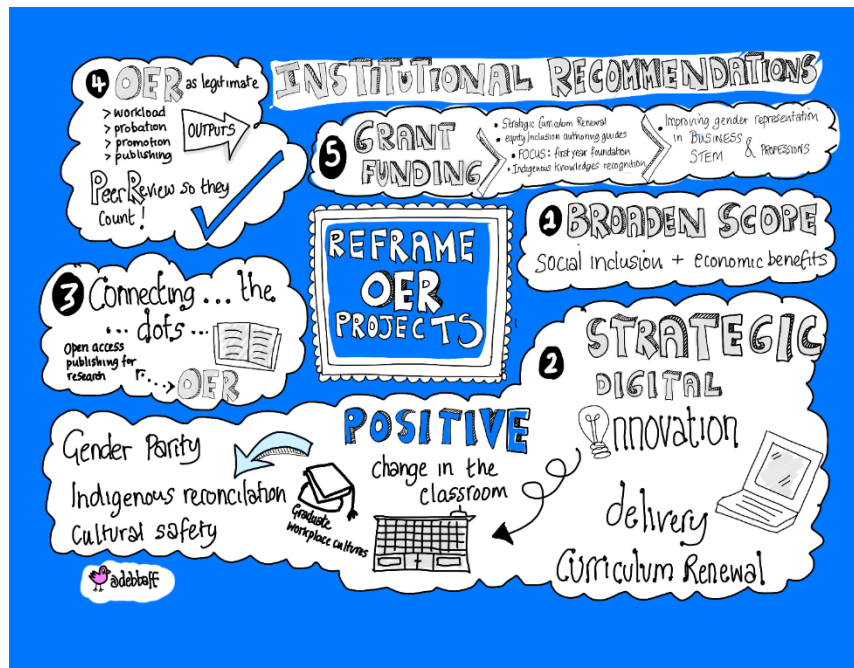 INSTITUTIONAL RECOMMENDATIONS
4 OER as legitimate
> workload
> probation
> promotion
> publishing
OUTPUTS
Peer Review so they
count!
5 GRANT
FUNDING
• Strategic Curriculum Renewal
• equity/inclusion authoring guides
• FOCUS: first year foundation
• Indigenous Knowledges recognition
• Improving gender representation
in BUSINESS
STEM & PROFESSIONS
REFRAME
OER
PROJECTS
1 BROADEN SCOPE
Social inclusion + economic benefits
3 Connecting... the
... dots...
Open access
publishing for
research
OER
2 STRATEGIC
DIGITAL
Innovation
delivery
Curriculum Renewal
POSITIVE
change in the
classroom
Graduate
workplace cultures
Gender Parity
Indigenous reconcilation
Cultural safety
@debbaff